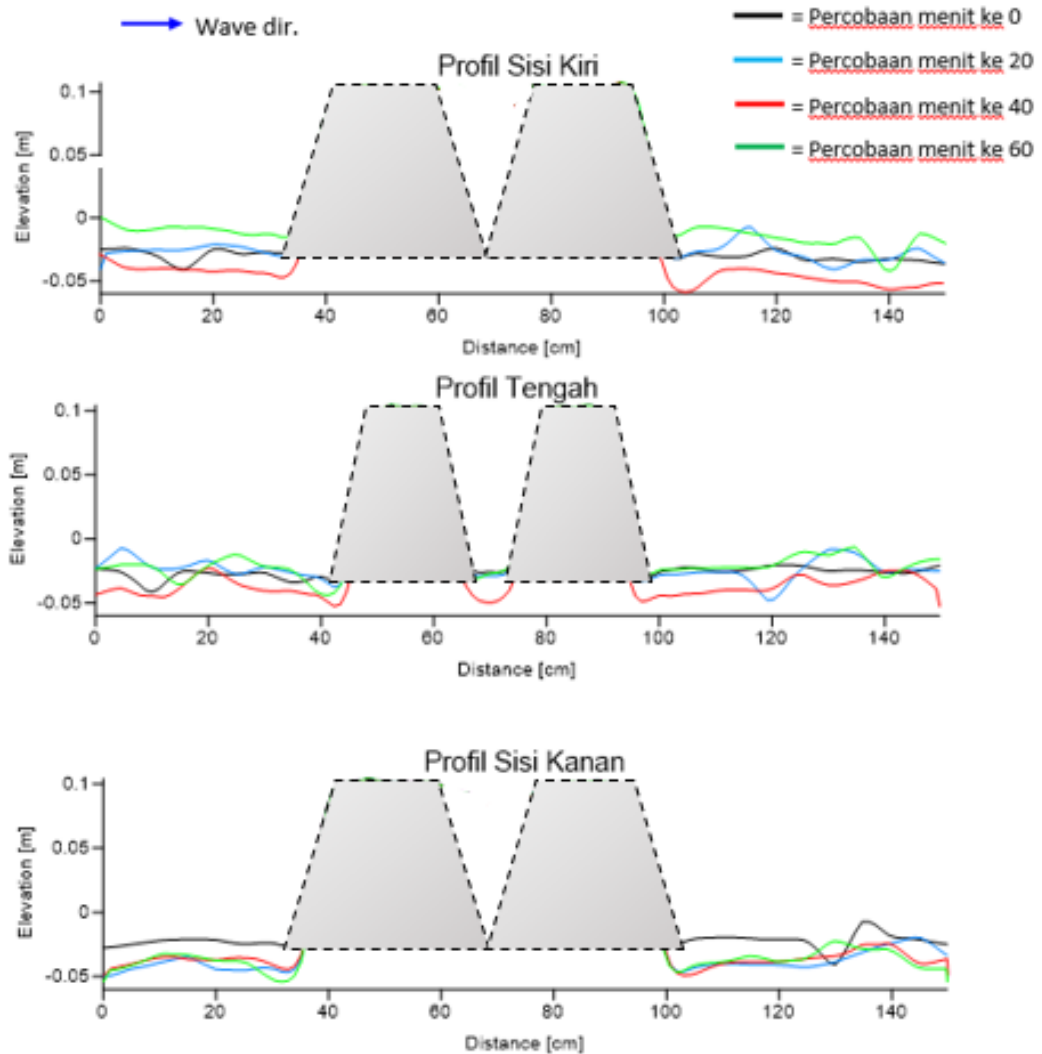 Wave dir.
= Percobaan menit ke 0
= Percobaan menit ke 20
= Percobaan menit ke 40
= Percobaan menit ke 60
Profil Sisi Kiri
Elevation [m]
0.1
0.05
0
-0.05
0 20 40 60 80 100 120 140
Distance [cm]
Profil Tengah
Elevation [m]
0.1
0.05
0
-0.05
0 20 40 60 80 100 120 140
Distance [cm]
Profil Sisi Kanan
Elevation [m]
0.1
0.05
0
-0.05
0 20 40 60 80 100 120 140
Distance [cm]